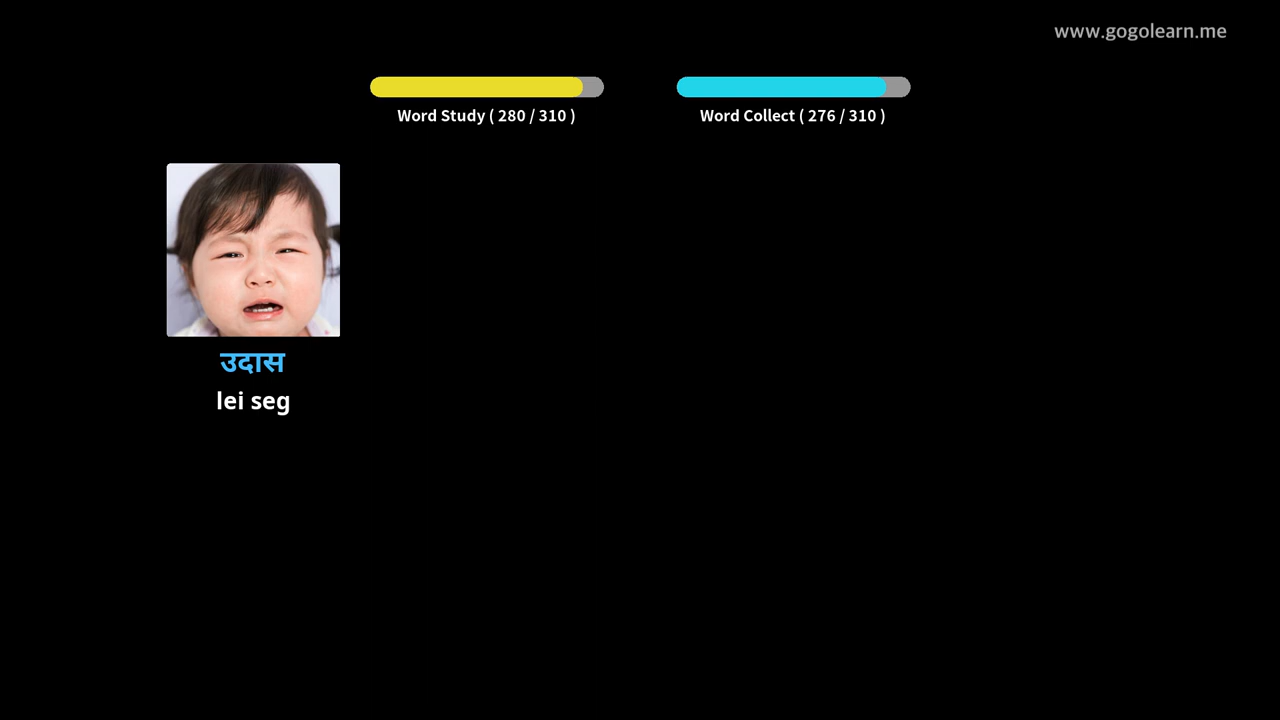 www.gogolearn.me
Word Study ( 280 / 310 )
Word Collect ( 276 / 310 )
उदास
lei seg